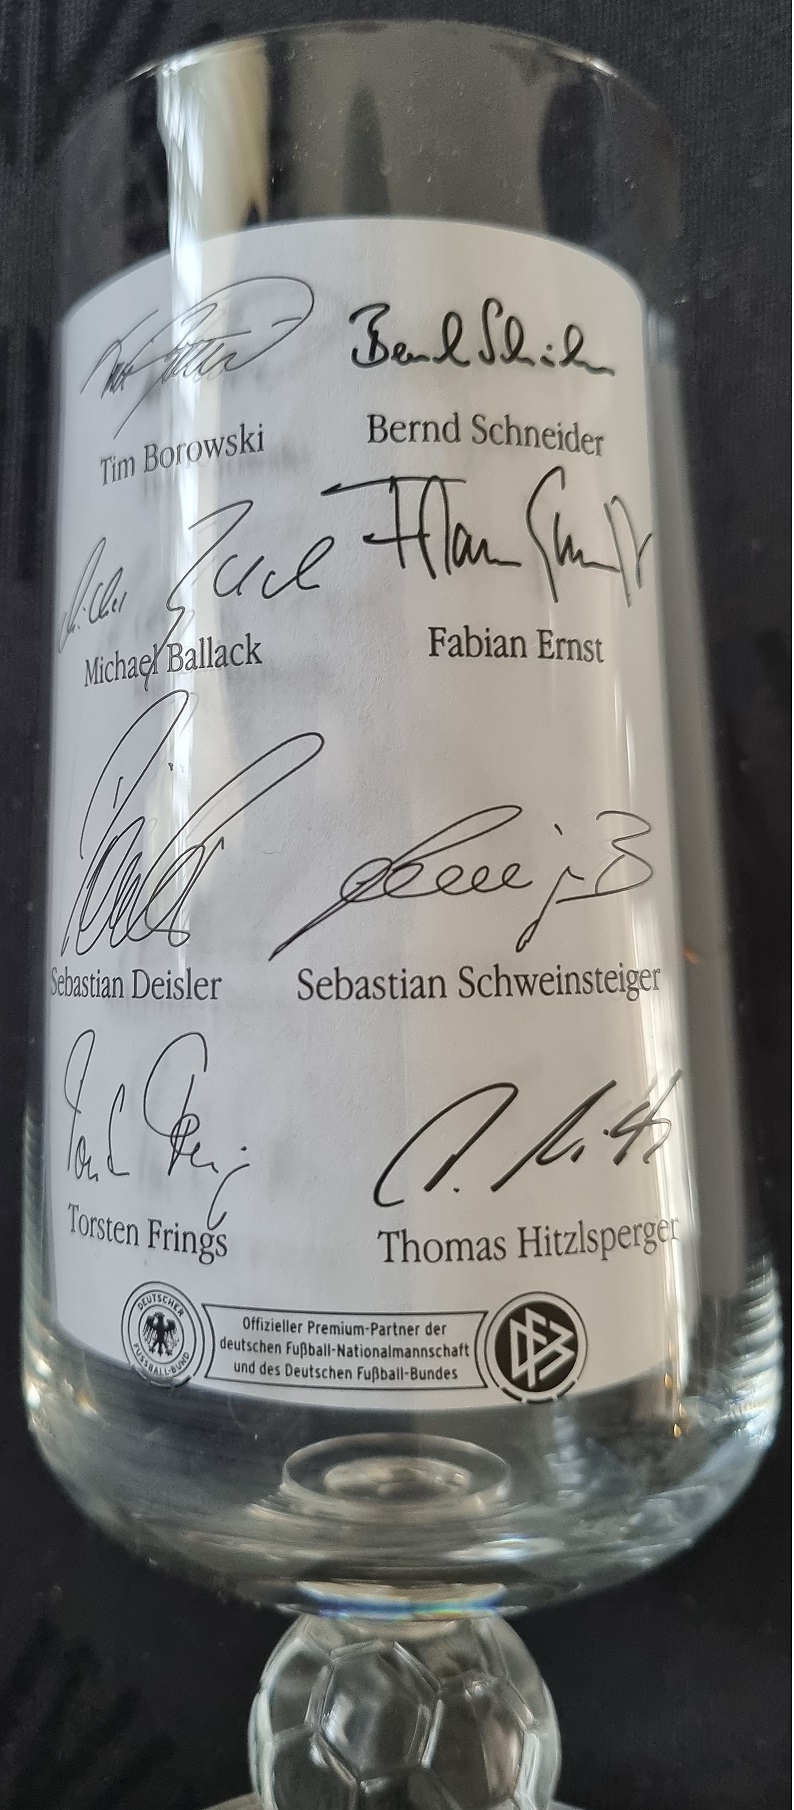 Tim Borowski
Bernd Schneider
Michael Ballack
Fabian Ernst
Sebastian Deisler
Sebastian Schweinsteiger
Torsten Frings
Thomas Hitzlsperger
DEUTSCHER
FUSSBALL-BUND
Offizieller Premium-Partner der
deutschen Fußball-Nationalmannschaft
und des Deutschen Fußball-Bundes
DFB